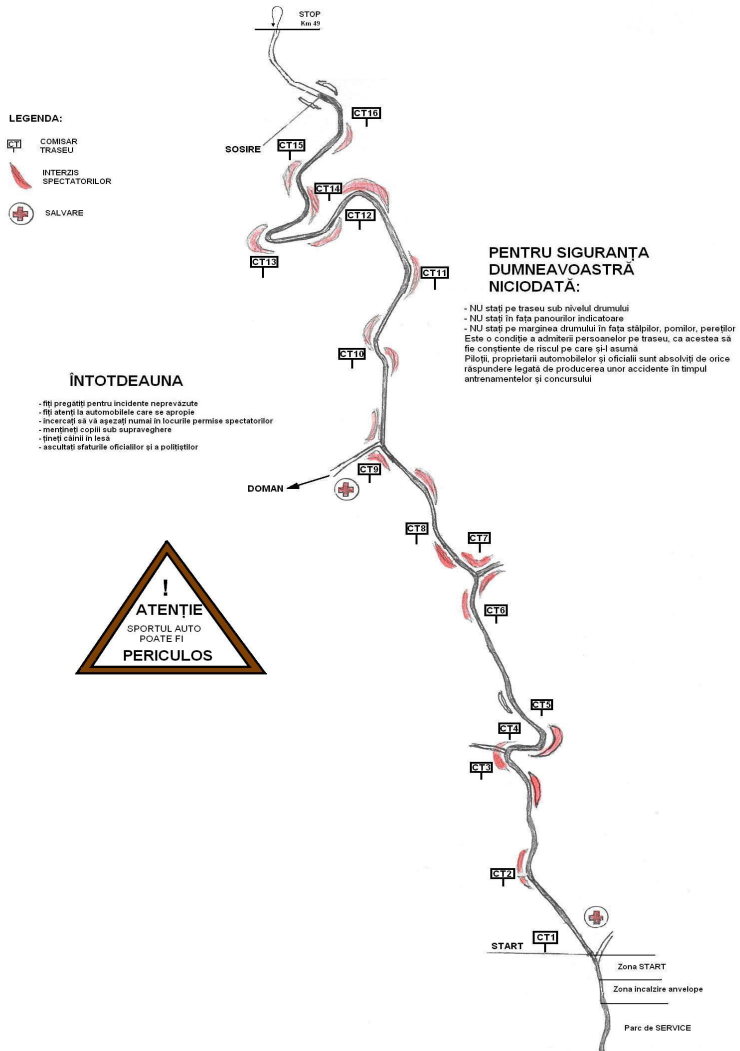 STOP
Km 49
LEGENDA:
CT COMISAR
TRASEU
INTERZIS
SPECTATORILOR
SALVARE
SOSIRE
CT16
CT15
CT14
CT12
CT13
CT11
CT10
PENTRU SIGURANȚA
DUMNEAVOASTRĂ
NICIODATĂ:
- NU stați pe traseu sub nivelul drumului
- NU stați în fața panourilor indicatoare
- NU stați pe marginea drumului în fața stâlpilor, pomilor, pereților
Este o condiție a admiterii persoanelor pe traseu, ca acestea să
fie conștiente de riscul pe care și-l asumă
Piloții, proprietarii automobilelor și oficialii sunt absolviți de orice
răspundere legată de producerea unor accidente în timpul
antrenamentelor și concursului
ÎNTOTDEAUNA
- fiți pregătiți pentru incidente neprevăzute
- fiți atenți la automobilele care se apropie
- incercați să vă așezați numai în locurile permise spectatorilor
- mențineți copiii sub supraveghere
- țineți câinii în lesă
- ascultați sfaturile oficialilor și a polițiștilor
CT9
DOMAN
CT8
CT7
CT6
!
ATENȚIE
SPORTUL AUTO
POATE FI
PERICULOS
CT5
CT4
CT3
CT2
START
CT1
Zona START
Zona incalzire anvelope
Parc de SERVICE